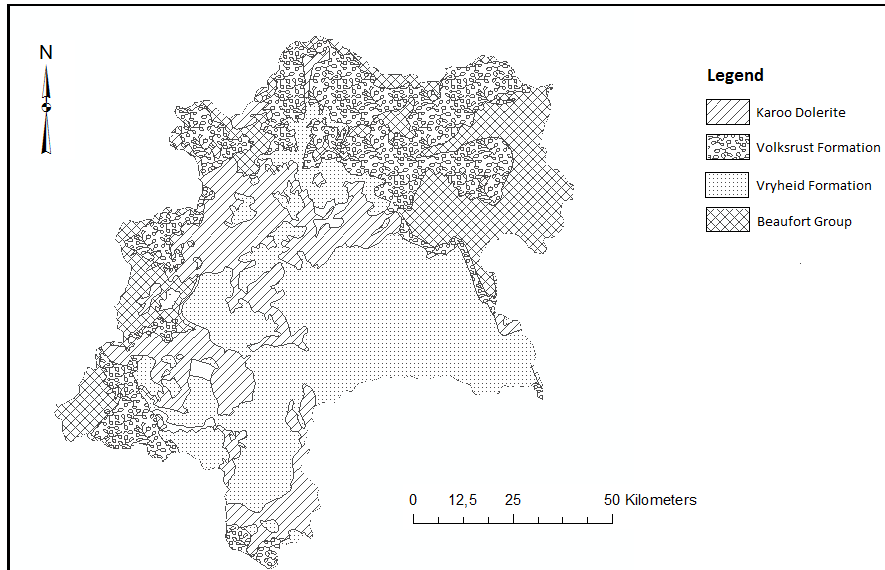 N
Legend
Karoo Dolerite
Volksrust Formation
Vryheid Formation
Beaufort Group
0 12,5 25 50 Kilometers